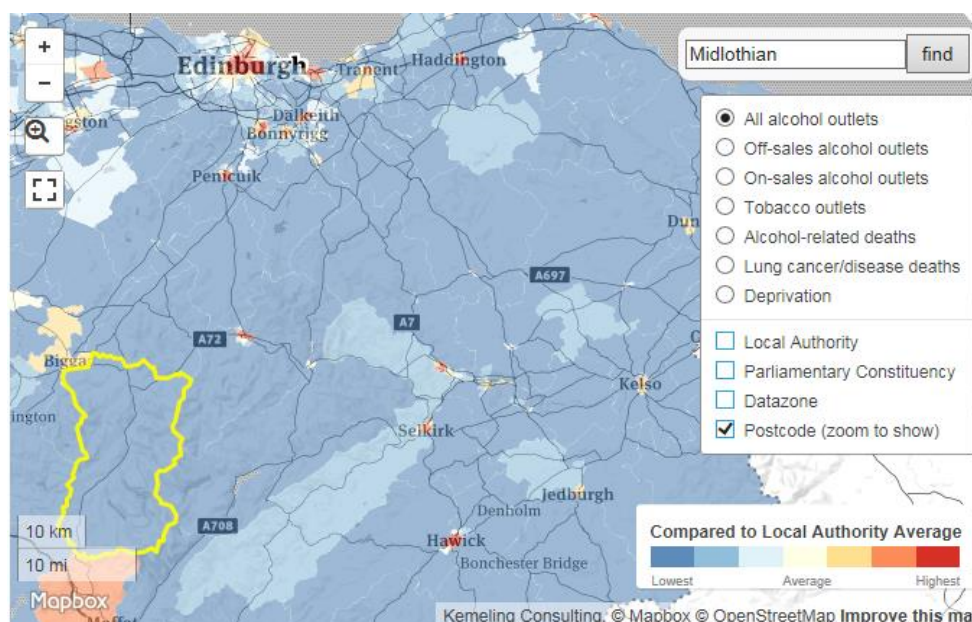 +
Edinburgh
Haddington
Tranent
Midlothian
find
−
Dalkeith
Bonnyrigg
gston
Penicuik
All alcohol outlets
Off-sales alcohol outlets
On-sales alcohol outlets
Tobacco outlets
Alcohol-related deaths
Lung cancer/disease deaths
Deprivation
Dun
A697
A7
A72
Local Authority
Parliamentary Constituency
Datazone
Postcode (zoom to show)
Bigga
ington
Kelso
Selkirk
Jedburgh
Denholm
A708
Hawick
Bonchester Bridge
10 km
10 mi
Compared to Local Authority Average
Lowest
Average
Highest
Mapbox
Moffat
Kemeling Consulting, © Mapbox © OpenStreetMap Improve this ma